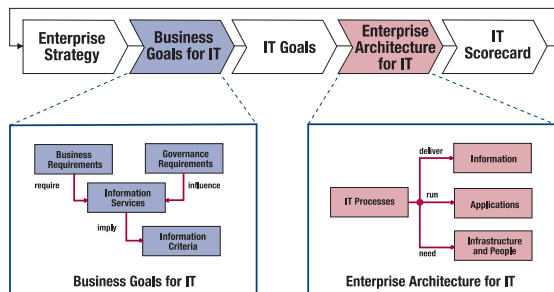 Enterprise
Strategy
Business
Goals for IT
IT Goals
Enterprise
Architecture
for IT
IT
Scorecard
Business
Requirements
Governance
Requirements
require
influence
Information
Services
imply
Information
Criteria
Business Goals for IT
deliver
Information
IT Processes
run
Applications
need
Infrastructure
and People
Enterprise Architecture for IT